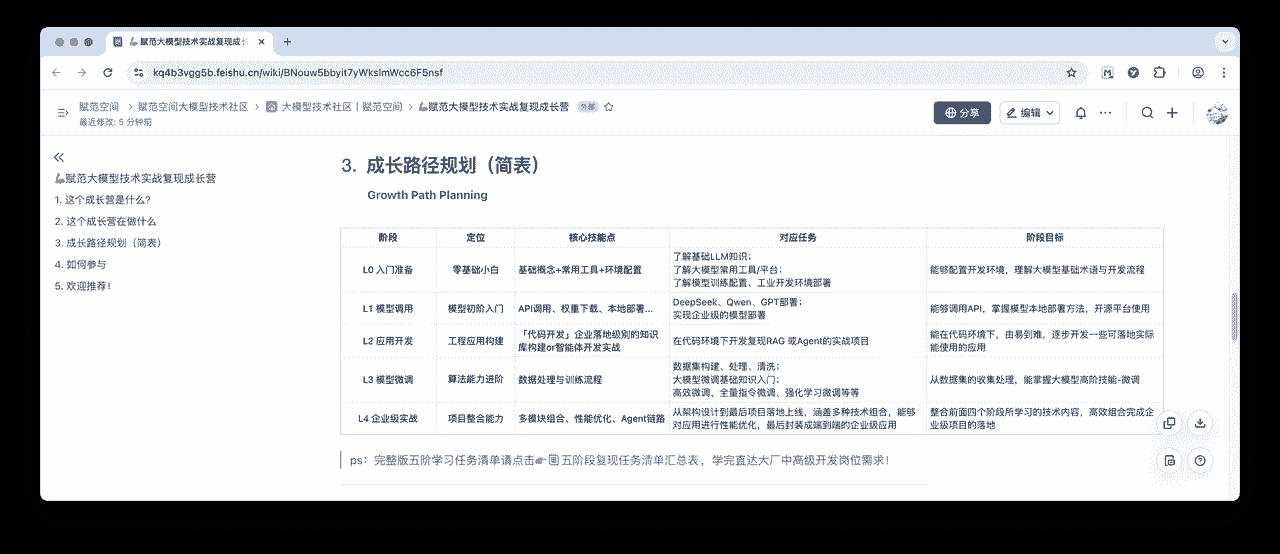 赋范大模型技术实战复现成长
kq4b3vgg5b.feishu.cn/wiki/BNouw5bbyit7yWkslmWcc6F5nsf
赋范空间 > 赋范空间大模型技术社区 > 大模型技术社区丨赋范空间 > 赋范大模型技术实战复现成长营 外部
最近修改: 5 分钟前
分享
编辑
赋范大模型技术实战复现成长营
1. 这个成长营是什么?
2. 这个成长营在做什么
3. 成长路径规划（简表）
4. 如何参与
5. 欢迎推荐!
3. 成长路径规划（简表）
Growth Path Planning
阶段 定位 核心技能点 对应任务 阶段目标
L0 入门准备 零基础小白 基础概念+常用工具+环境配置
了解基础LLM知识；
了解大模型常用工具/平台；
了解模型训练配置、工业开发环境部署
能够配置开发环境，理解大模型基础术语与开发流程
L1 模型调用 模型初阶入门 API调用、权重下载、本地部署...
DeepSeek、Qwen、GPT部署；
实现企业级的模型部署
能够调用API，掌握模型本地部署方法，开源平台使用
L2 应用开发 工程应用构建
「代码开发」企业落地级别的知识
库构建or智能体开发实战
在代码环境下开发复现RAG 或Agent的实战项目
能在代码环境下，由易到难，逐步开发一些可落地实际
能使用的应用
L3 模型微调 算法能力进阶 数据处理与训练流程
数据集构建、处理、清洗；
大模型微调基础知识入门；
高效微调、全量指令微调、强化学习微调等等
从数据集的收集处理，能掌握大模型高阶技能-微调
L4 企业级实战 项目整合能力 多模块组合、性能优化、Agent链路
从架构设计到最后项目落地上线，涵盖多种技术组合，能够
对应用进行性能优化，最后封装成端到端的企业级应用
整合前面四个阶段所学习的技术内容，高效组合完成企
业级项目的落地
ps：完整版五阶学习任务清单请点击👉五阶段复现任务清单汇总表，学完直达大厂中高级开发岗位需求！